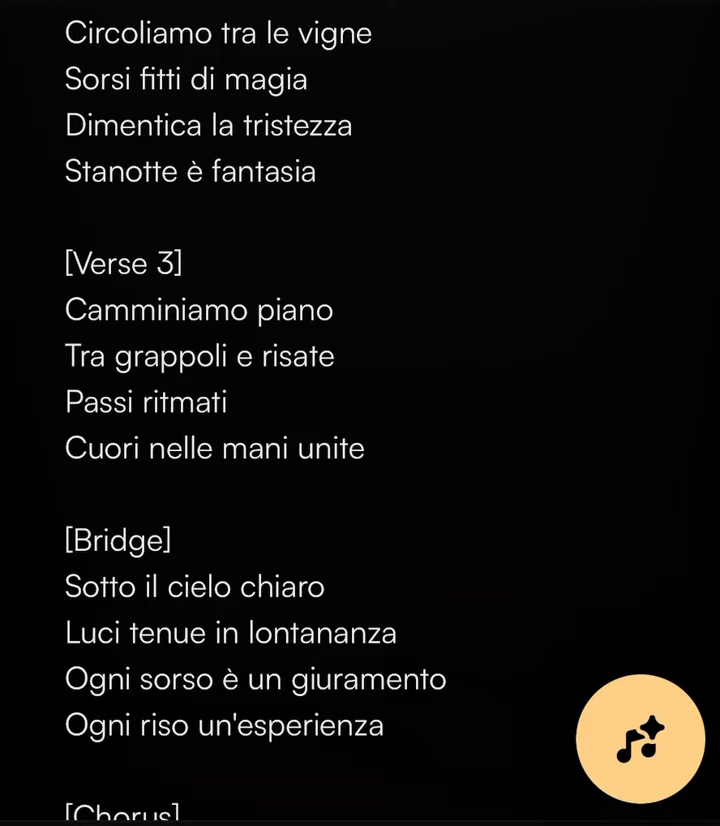 Circoliamo tra le vigne
Sorsi fitti di magia
Dimentica la tristezza
Stanotte è fantasia
[Verse 3]
Camminiamo piano
Tra grappoli e risate
Passi ritmati
Cuori nelle mani unite
[Bridge]
Sotto il cielo chiaro
Luci tenue in lontananza
Ogni sorso è un giuramento
Ogni riso un'esperienza
[Chorus]